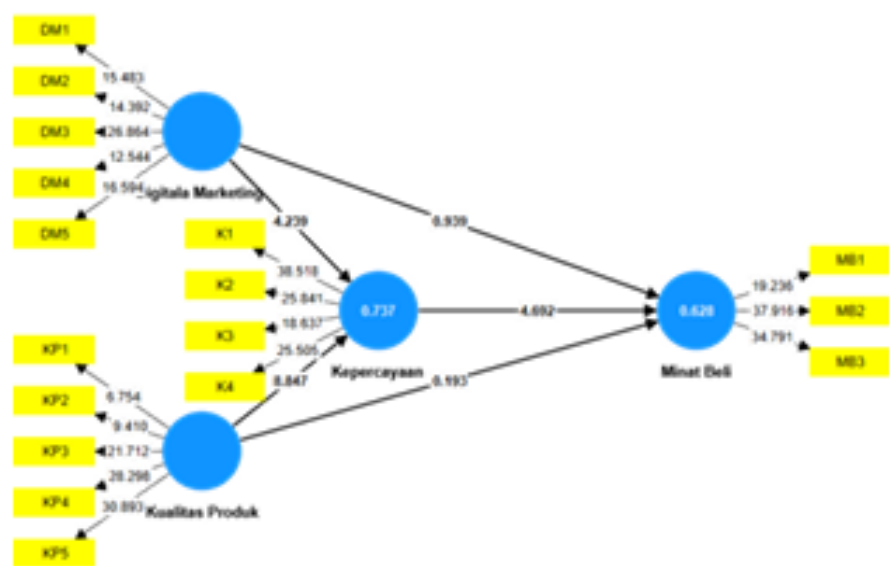 DM1
15.483
DM2
14.392
DM3
26.864
DM4
12.544
DM5
16.594
igitala Marketing
4.239
0.939
K1
38.518
K2
25.841
K3
18.637
K4
25.505
0.737
Kepercayaan
4.692
0.628
Minat Beli
MB1
19.236
MB2
37.916
MB3
34.791
KP1
6.754
KP2
9.410
KP3
21.712
KP4
28.298
KP5
30.893
Kualitas Produk
8.847
0.193